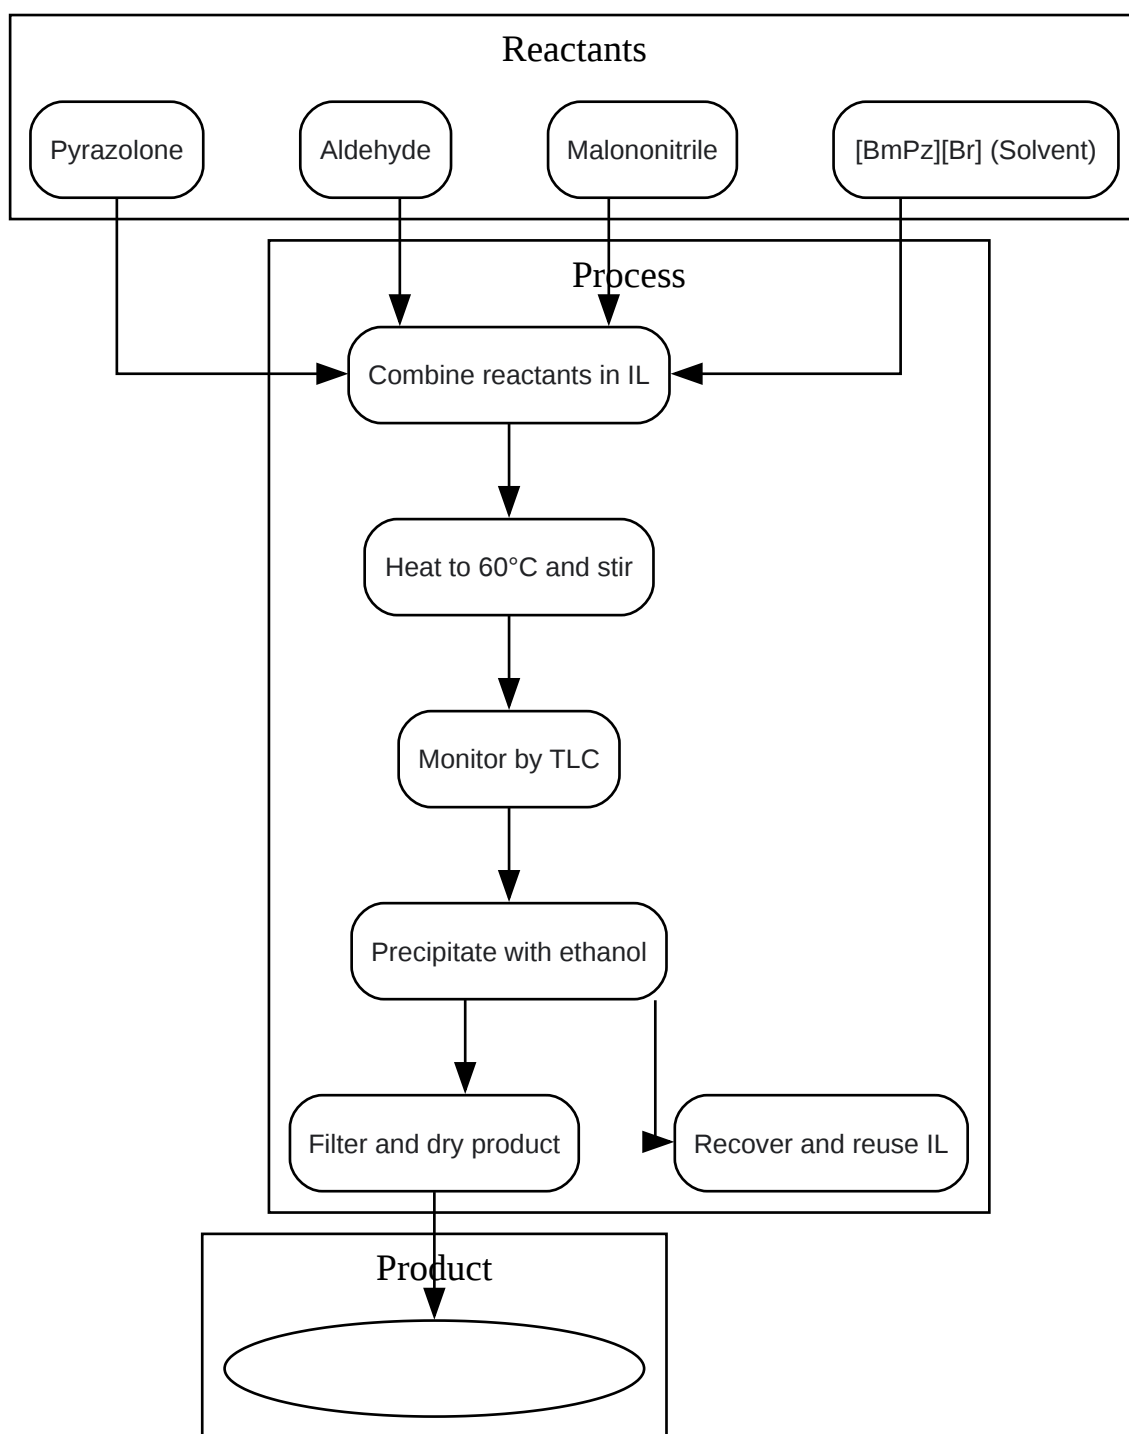 Reactants
Pyrazolone
Aldehyde
Malononitrile
[BmPz][Br] (Solvent)
Process
Combine reactants in IL
Heat to 60°C and stir
Monitor by TLC
Precipitate with ethanol
Filter and dry product
Recover and reuse IL
Product